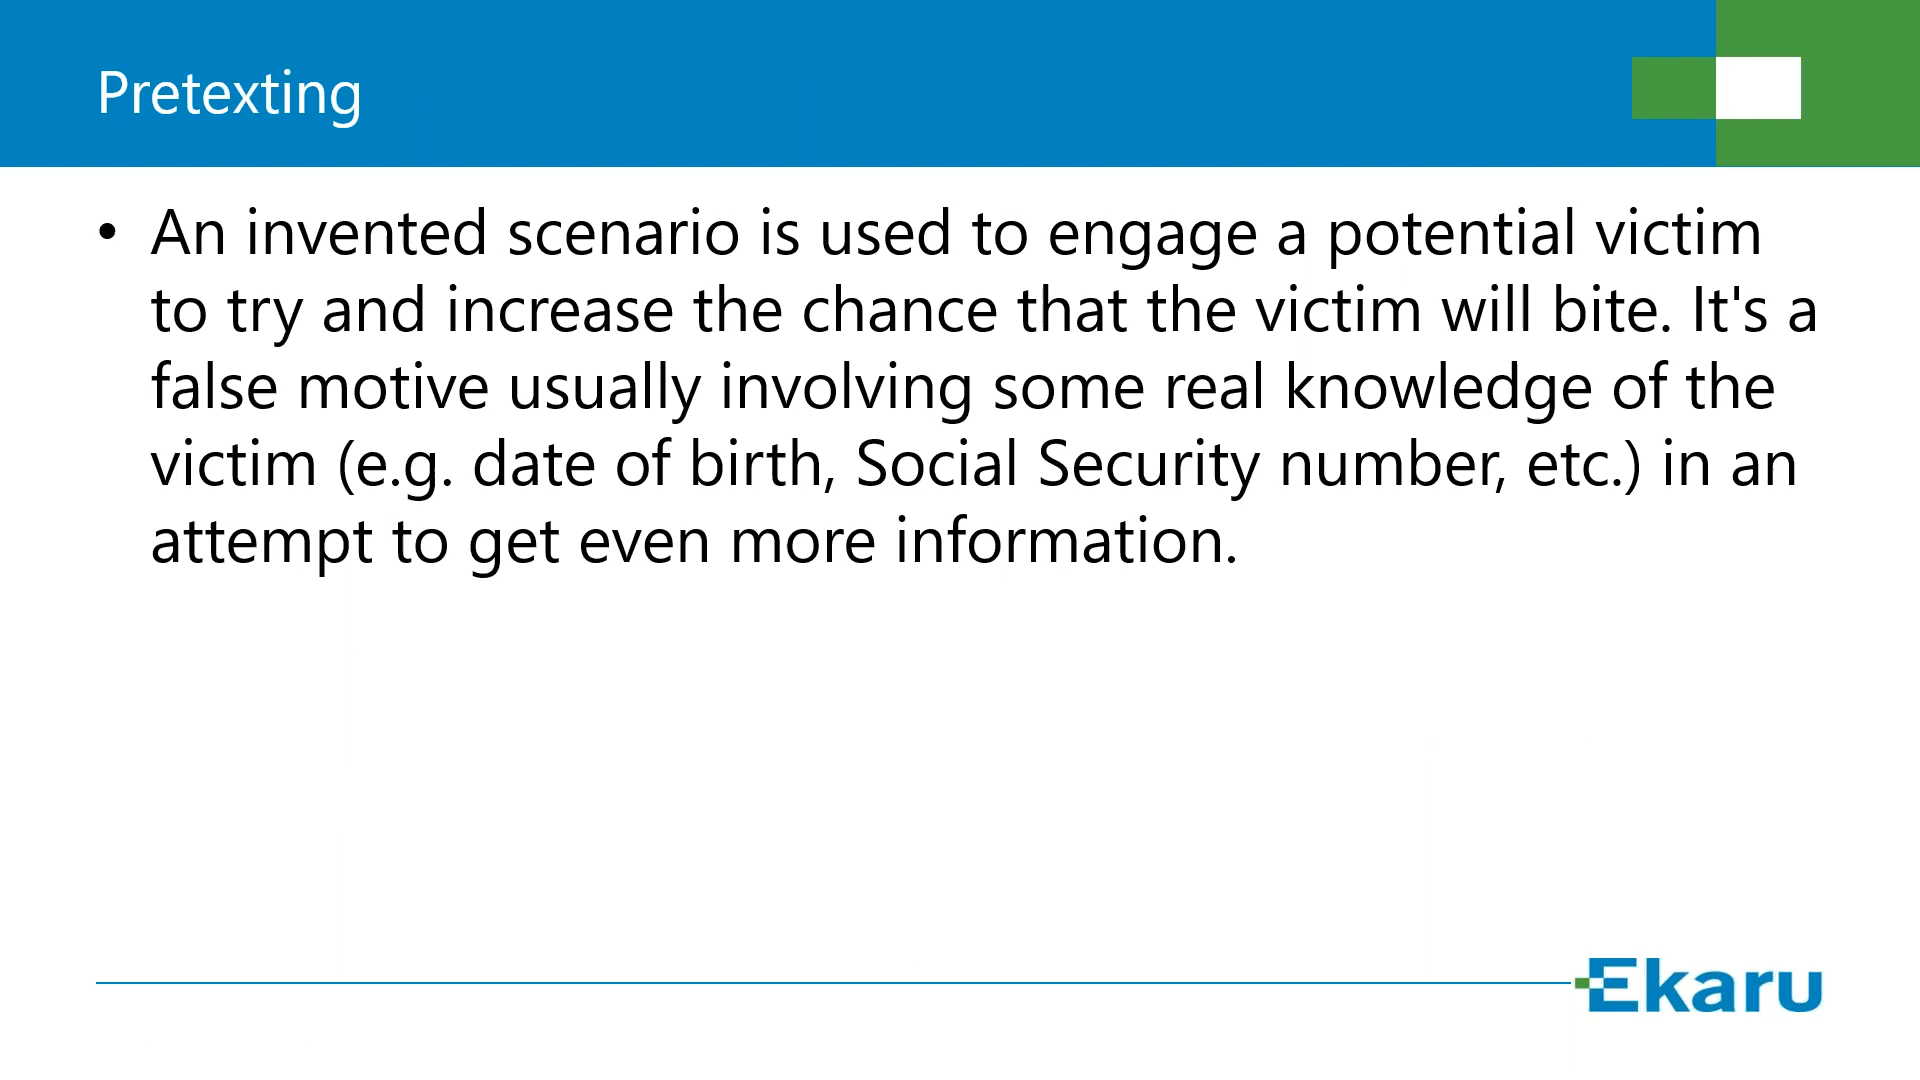 Pretexting
• An invented scenario is used to engage a potential victim
to try and increase the chance that the victim will bite. It's a
false motive usually involving some real knowledge of the
victim (e.g. date of birth, Social Security number, etc.) in an
attempt to get even more information.
Ekaru